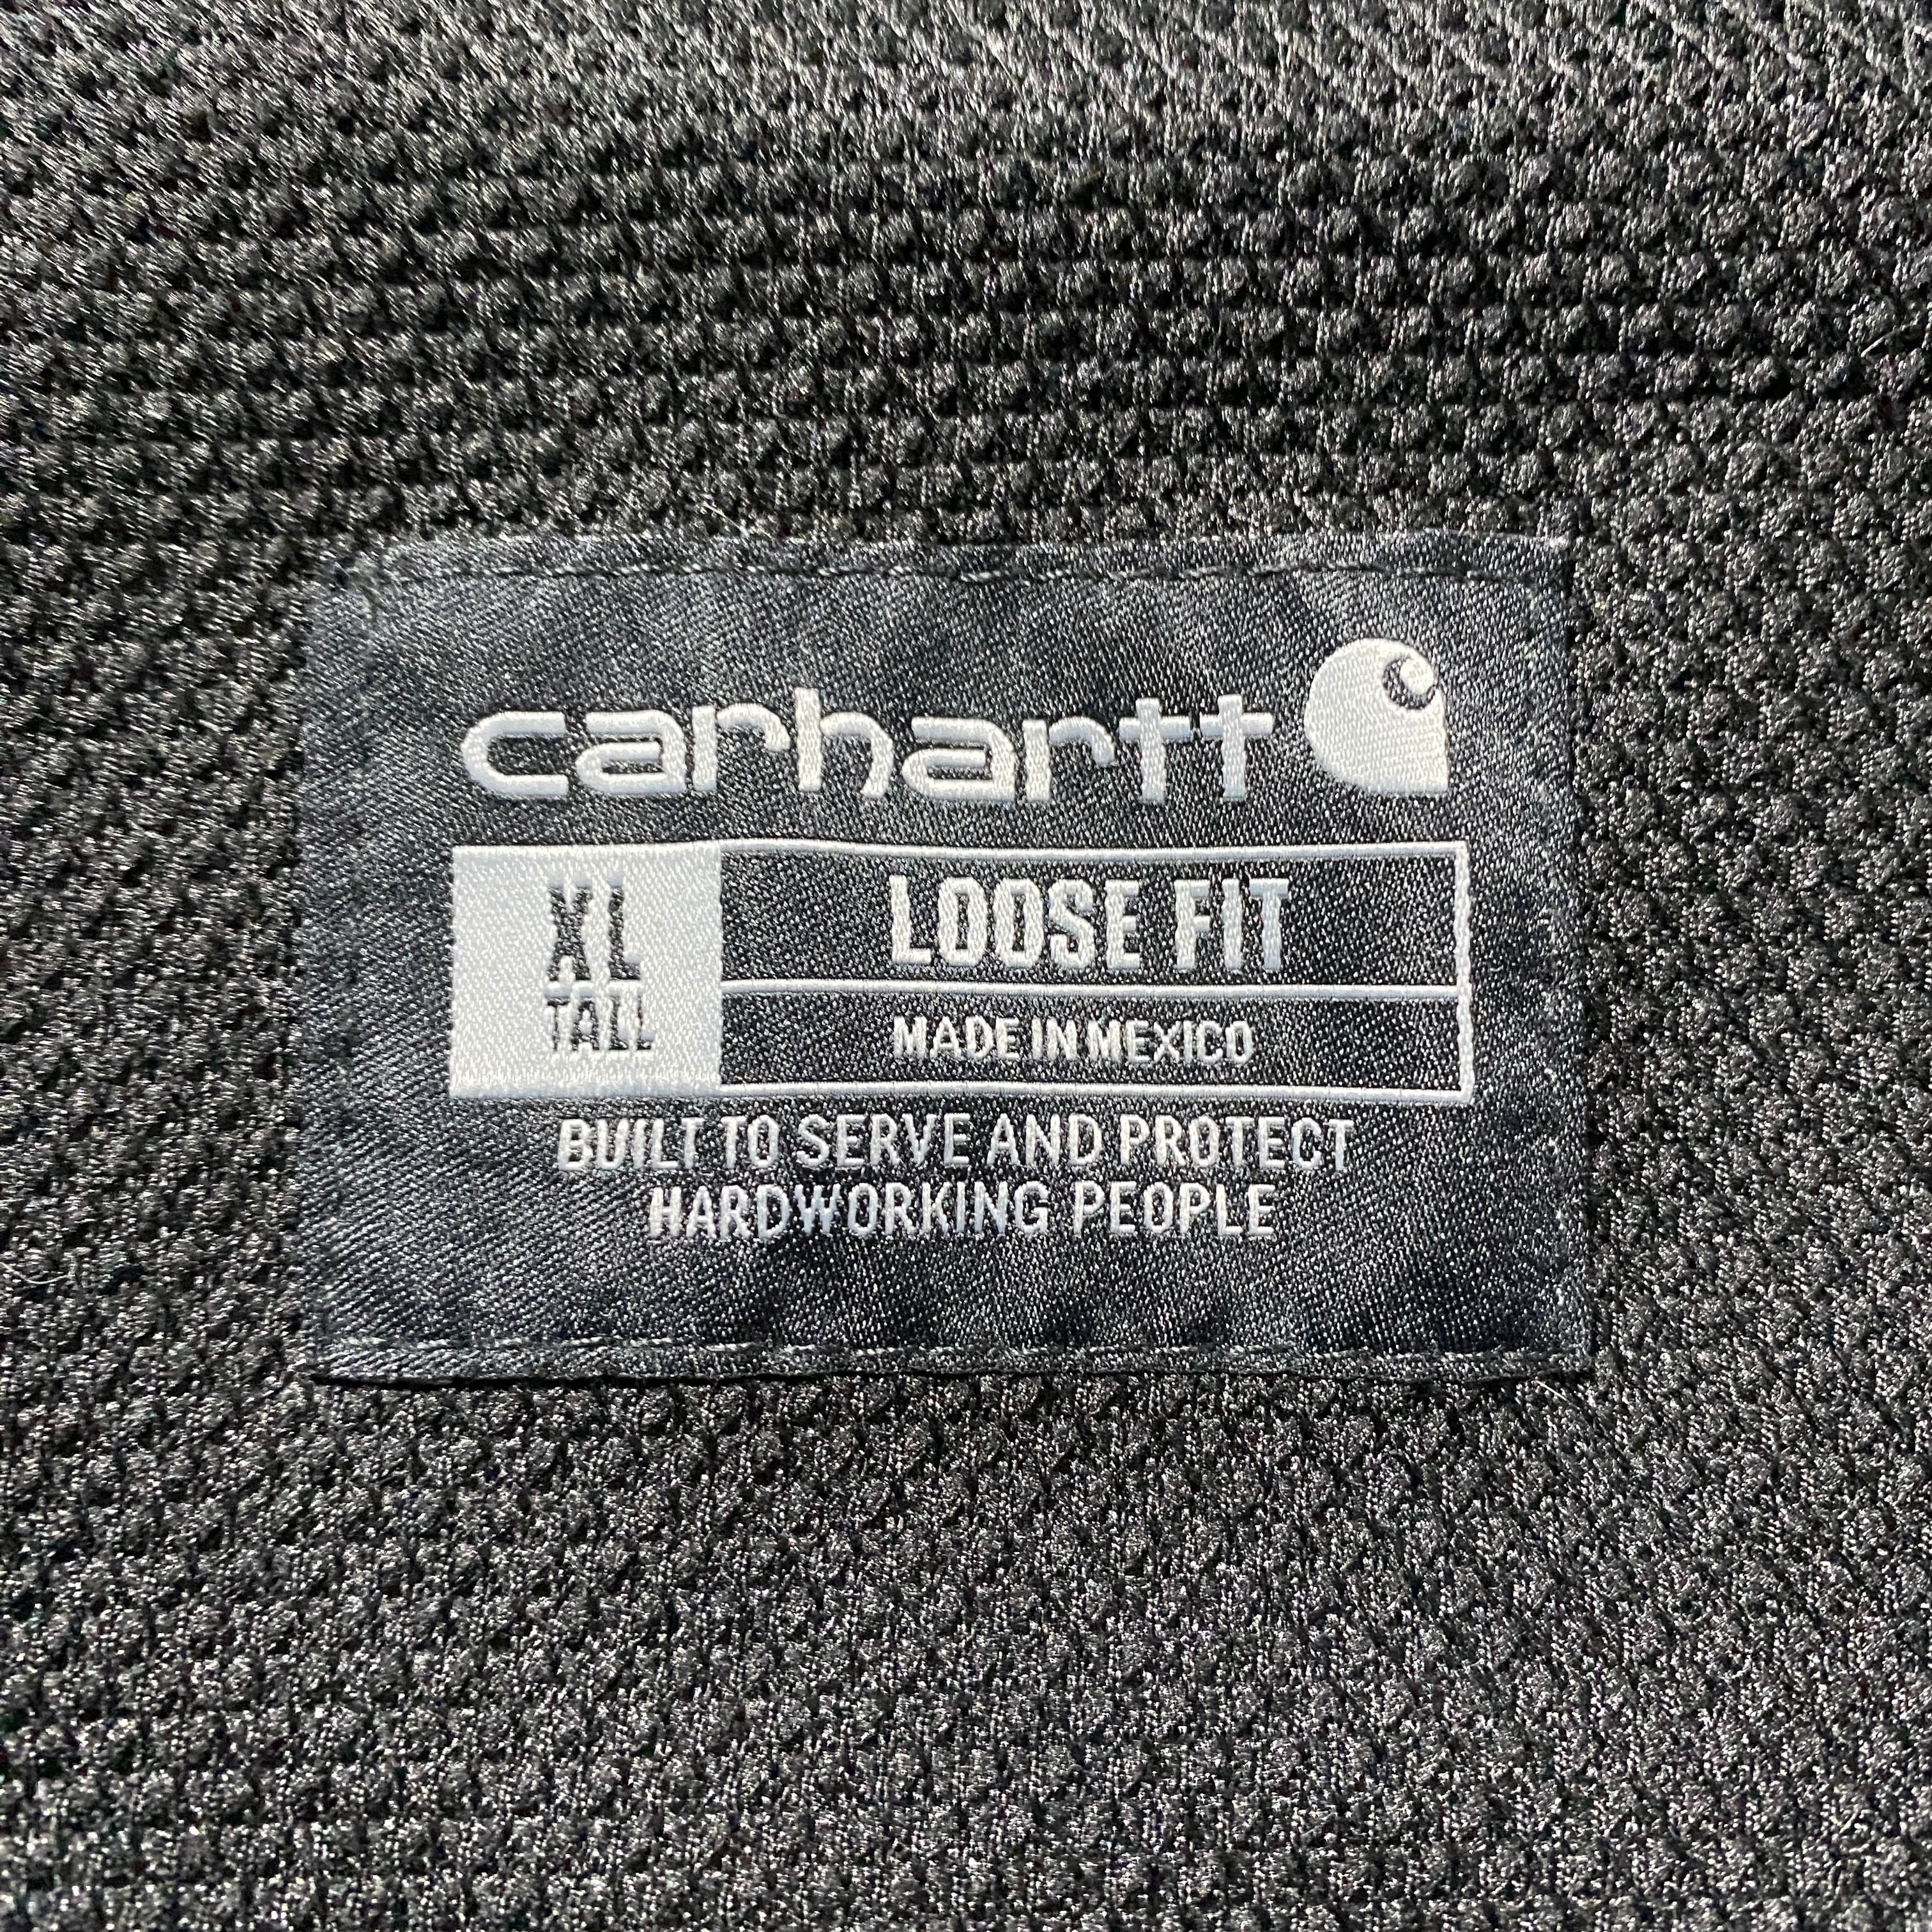 carhartt
XL
TALL
LOOSE FIT
MADE IN MEXICO
BUILT TO SERVE AND PROTECT
HARDWORKING PEOPLE